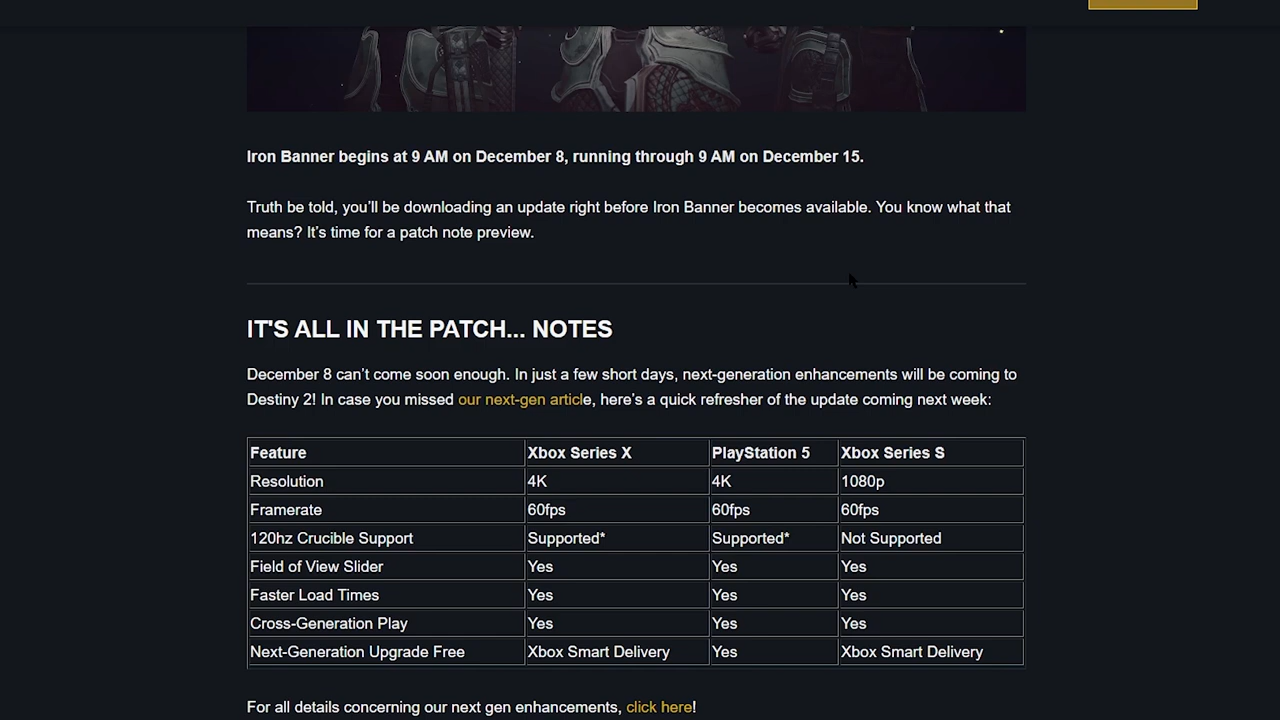 Iron Banner begins at 9 AM on December 8, running through 9 AM on December 15.
Truth be told, you’ll be downloading an update right before Iron Banner becomes available. You know what that
means? It’s time for a patch note preview.
IT'S ALL IN THE PATCH... NOTES
December 8 can’t come soon enough. In just a few short days, next-generation enhancements will be coming to
Destiny 2! In case you missed our next-gen article, here’s a quick refresher of the update coming next week:
Feature Xbox Series X PlayStation 5 Xbox Series S
Resolution 4K 4K 1080p
Framerate 60fps 60fps 60fps
120hz Crucible Support Supported* Supported* Not Supported
Field of View Slider Yes Yes Yes
Faster Load Times Yes Yes Yes
Cross-Generation Play Yes Yes Yes
Next-Generation Upgrade Free Xbox Smart Delivery Yes Xbox Smart Delivery
For all details concerning our next gen enhancements, click here!